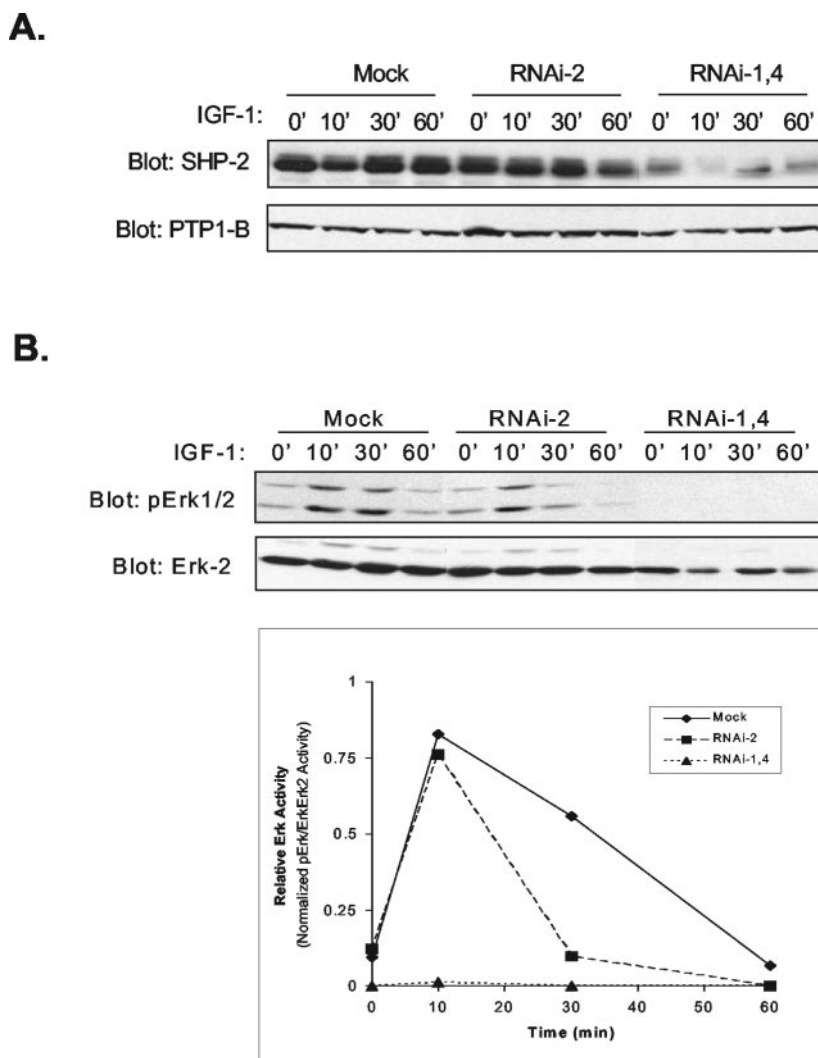 A.
Mock RNAi-2 RNAi-1,4
IGF-1: 0' 10' 30' 60' 0' 10' 30' 60' 0' 10' 30' 60'
Blot: SHP-2
Blot: PTP1-B
B.
Mock RNAi-2 RNAi-1,4
IGF-1: 0' 10' 30' 60' 0' 10' 30' 60' 0' 10' 30' 60'
Blot: pErk1/2
Blot: Erk-2
Relative Erk Activity
(Normalized pErk/ErkErk2 Activity)
1
0.75
0.5
0.25
0
Mock
RNAi-2
RNAi-1,4
0 10 20 30 40 50 60
Time (min)